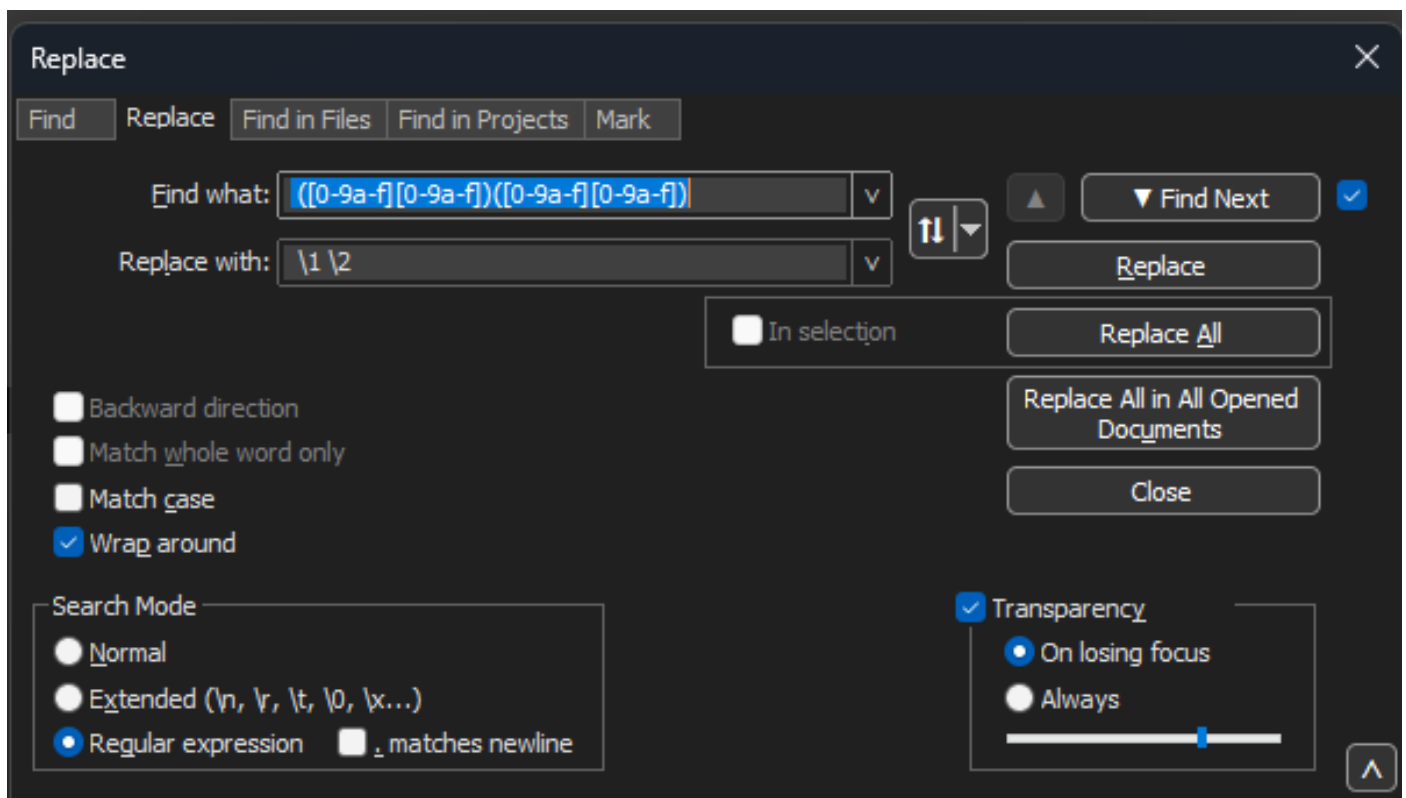 Replace
Find Replace Find in Files Find in Projects Mark
Find what: ([0-9a-f][0-9a-f])([0-9a-f][0-9a-f]) ▲ ▼ Find Next
Replace with: \1 \2 Replace
In selection Replace All
Backward direction Replace All in All Opened
Match whole word only Documents
Match case Close
Wrap around
Search Mode Transparency
Normal On losing focus
Extended (\n, \r, \t, \0, \x...) Always
Regular expression . matches newline